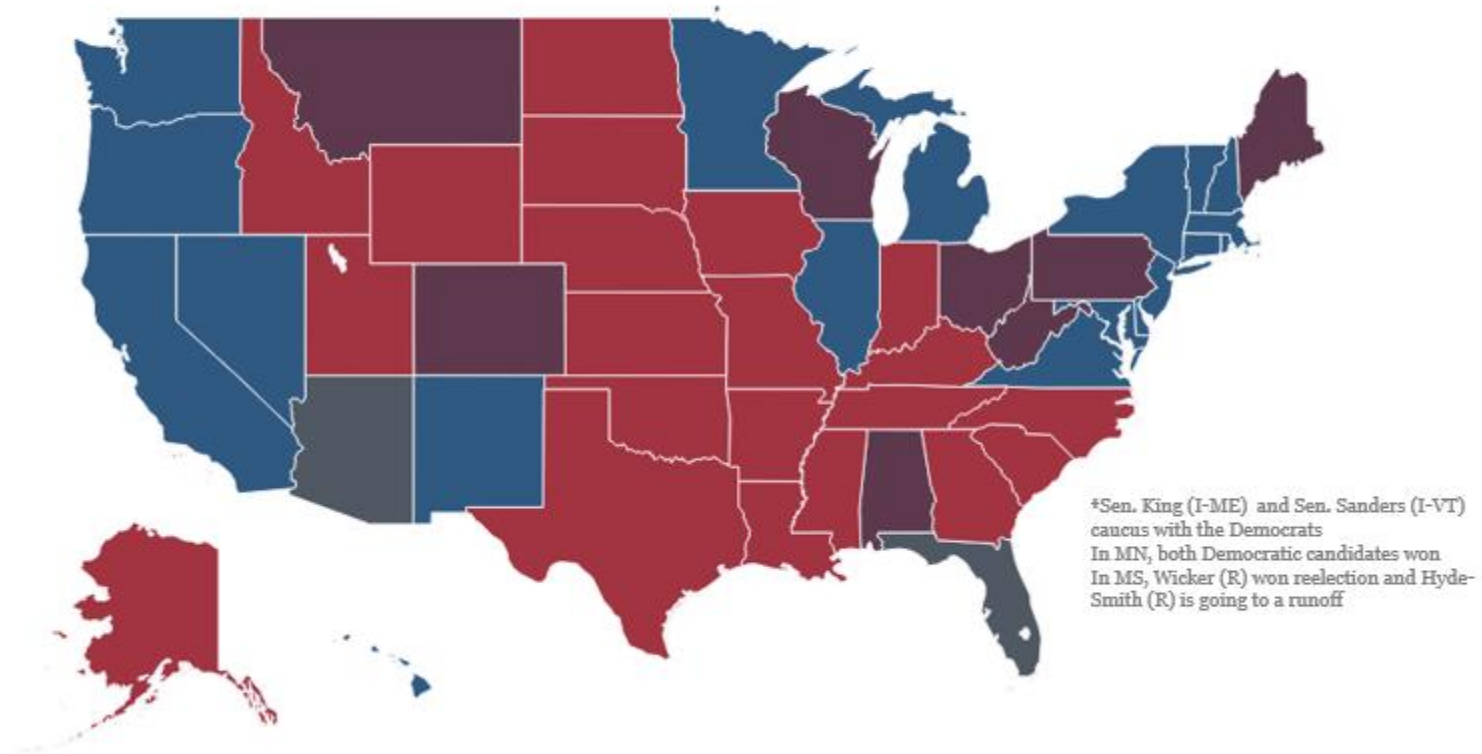 *Sen. King (I-ME) and Sen. Sanders (I-VT)
caucus with the Democrats
In MN, both Democratic candidates won
In MS, Wicker (R) won reelection and Hyde-
Smith (R) is going to a runoff